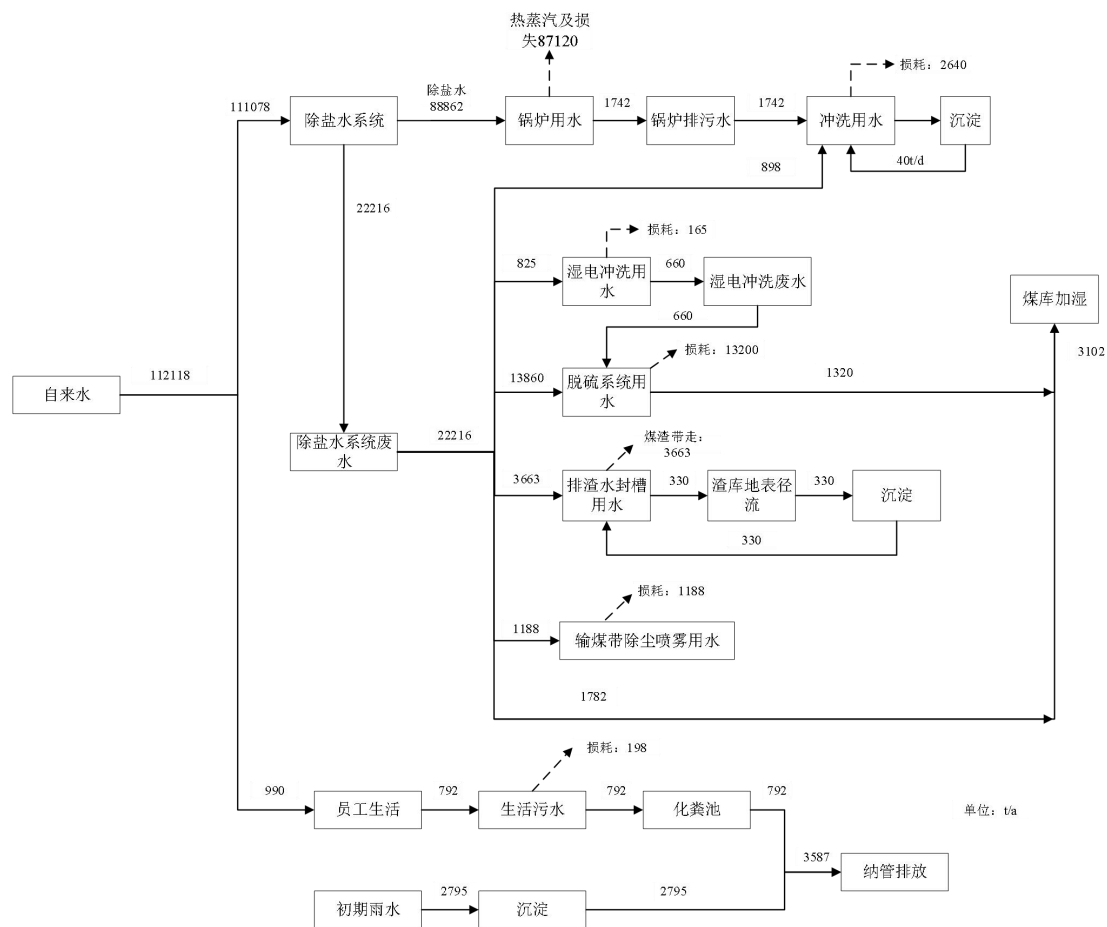 热蒸汽及损
失87120
损耗：2640
111078
除盐水
88862
1742
1742
除盐水系统
锅炉用水
锅炉排污水
冲洗用水
沉淀
40t/d
898
22216
损耗：165
825
湿电冲洗用
水
660
湿电冲洗废水
煤库加湿
660
损耗：13200
3102
112118
自来水
13860
脱硫系统用
水
1320
除盐水系统废
水
22216
煤渣带走：
3663
3663
排渣水封槽
用水
330
渣库地表径
流
330
沉淀
330
损耗：1188
1188
输煤带除尘喷雾用水
1782
损耗：198
990
员工生活
792
生活污水
792
化粪池
792
单位：t/a
3587
纳管排放
初期雨水
2795
沉淀
2795